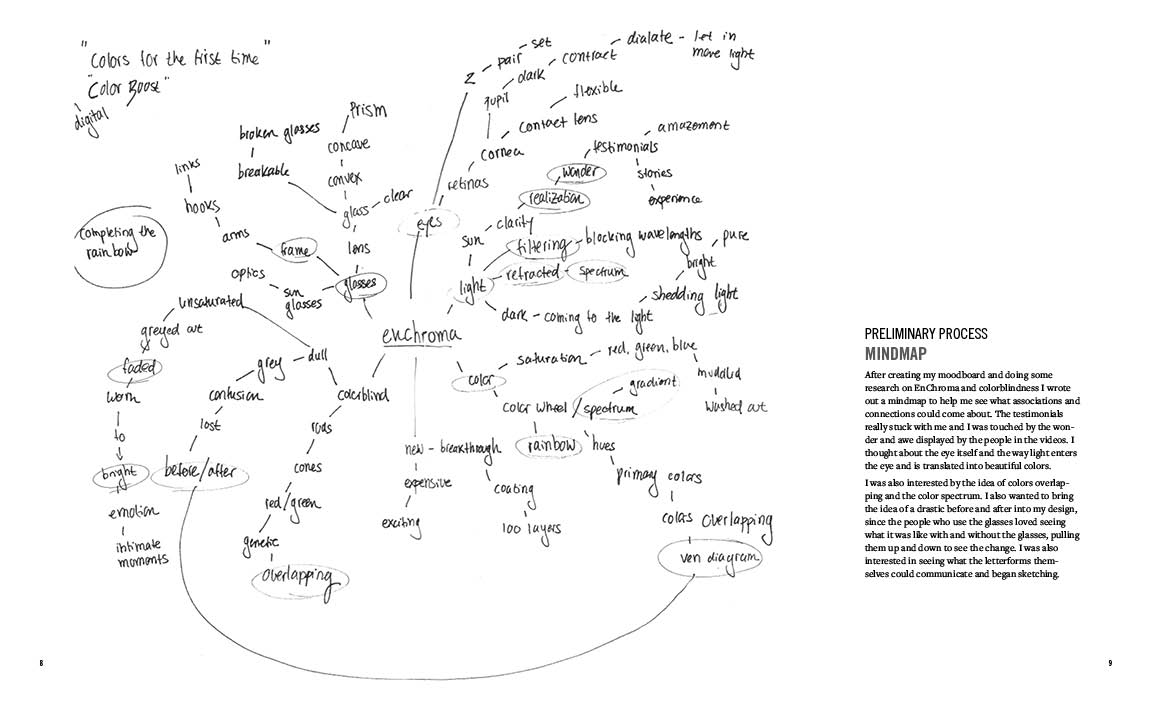 "Colors for the first time"
"Color Boost"
digital
completing the
rainbow
enchroma
eyes
2 - pair - set
pupil - dark - contract - dialate - let in
more light
retinas - cornea - contact lens - flexible
glasses
lens
glass - clear
convex
concave
prism
breakable
broken glasses
frame
arms
hooks
links
sun
glasses
optics
light
sun - clarity - realization - wonder - testimonials - amazement
stories
experience
filtering - blocking wavelengths
refracted - spectrum
dark - coming to the light - shedding light
bright - pure
color
saturation - red, green, blue
muddled
washed out
color wheel / spectrum - gradient
rainbow
hues
primary colors
colors overlapping
ven diagram
new - breakthrough
expensive
exciting
coating
100 layers
colorblind
dull
unsaturated
greyed out
faded
worn
to
bright
emotion
intimate
moments
grey
confusion
lost
before/after
rods
cones
red/green
genetic
overlapping
PRELIMINARY PROCESS
MINDMAP
After creating my moodboard and doing some
research on EnChroma and colorblindness I wrote
out a mindmap to help me see what associations and
connections could come about. The testimonials
really stuck with me and I was touched by the won-
der and awe displayed by the people in the videos. I
thought about the eye itself and the way light enters
the eye and is translated into beautiful colors.
I was also interested by the idea of colors overlap-
ping and the color spectrum. I also wanted to bring
the idea of a drastic before and after into my design,
since the people who use the glasses loved seeing
what it was like with and without the glasses, pulling
them up and down to see the change. I was also
interested in seeing what the letterforms them-
selves could communicate and began sketching.
8
9